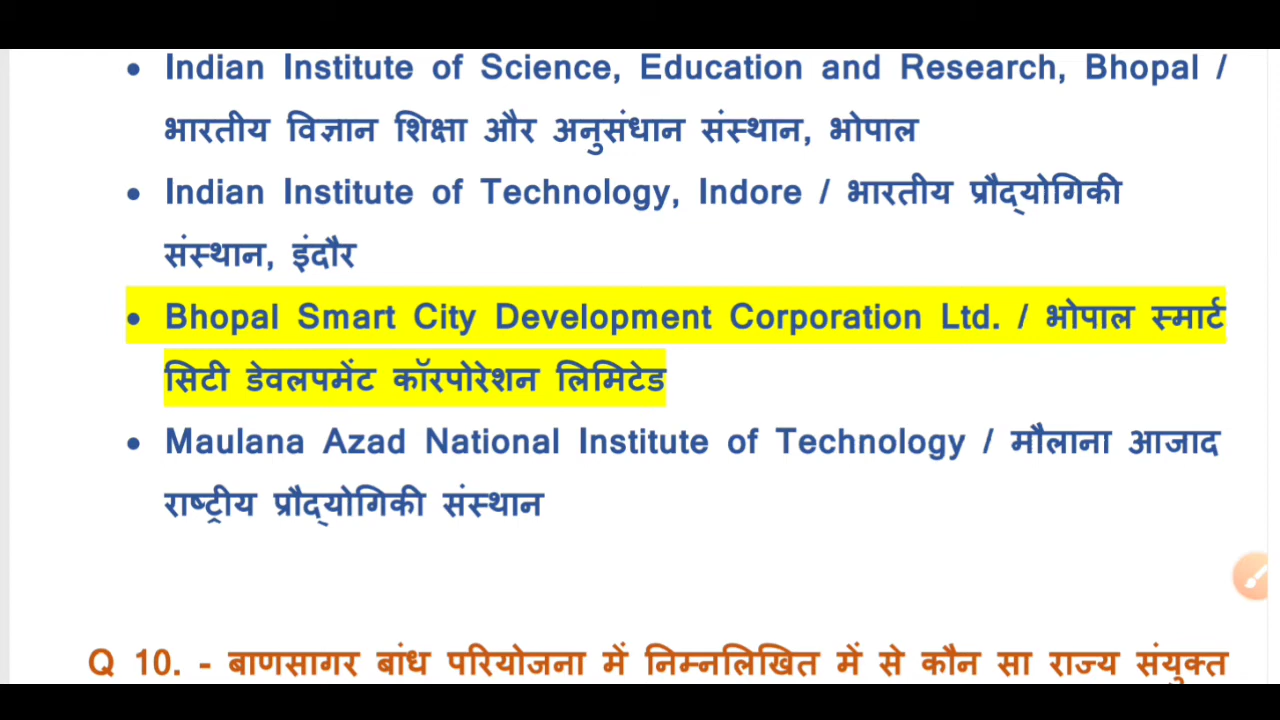 • Indian Institute of Science, Education and Research, Bhopal /
भारतीय विज्ञान शिक्षा और अनुसंधान संस्थान, भोपाल
• Indian Institute of Technology, Indore / भारतीय प्रौद्योगिकी
संस्थान, इंदौर
• Bhopal Smart City Development Corporation Ltd. / भोपाल स्मार्ट
सिटी डेवलपमेंट कॉरपोरेशन लिमिटेड
• Maulana Azad National Institute of Technology / मौलाना आजाद
राष्ट्रीय प्रौद्योगिकी संस्थान
Q 10. - बाणसागर बांध परियोजना में निम्नलिखित में से कौन सा राज्य संयुक्त